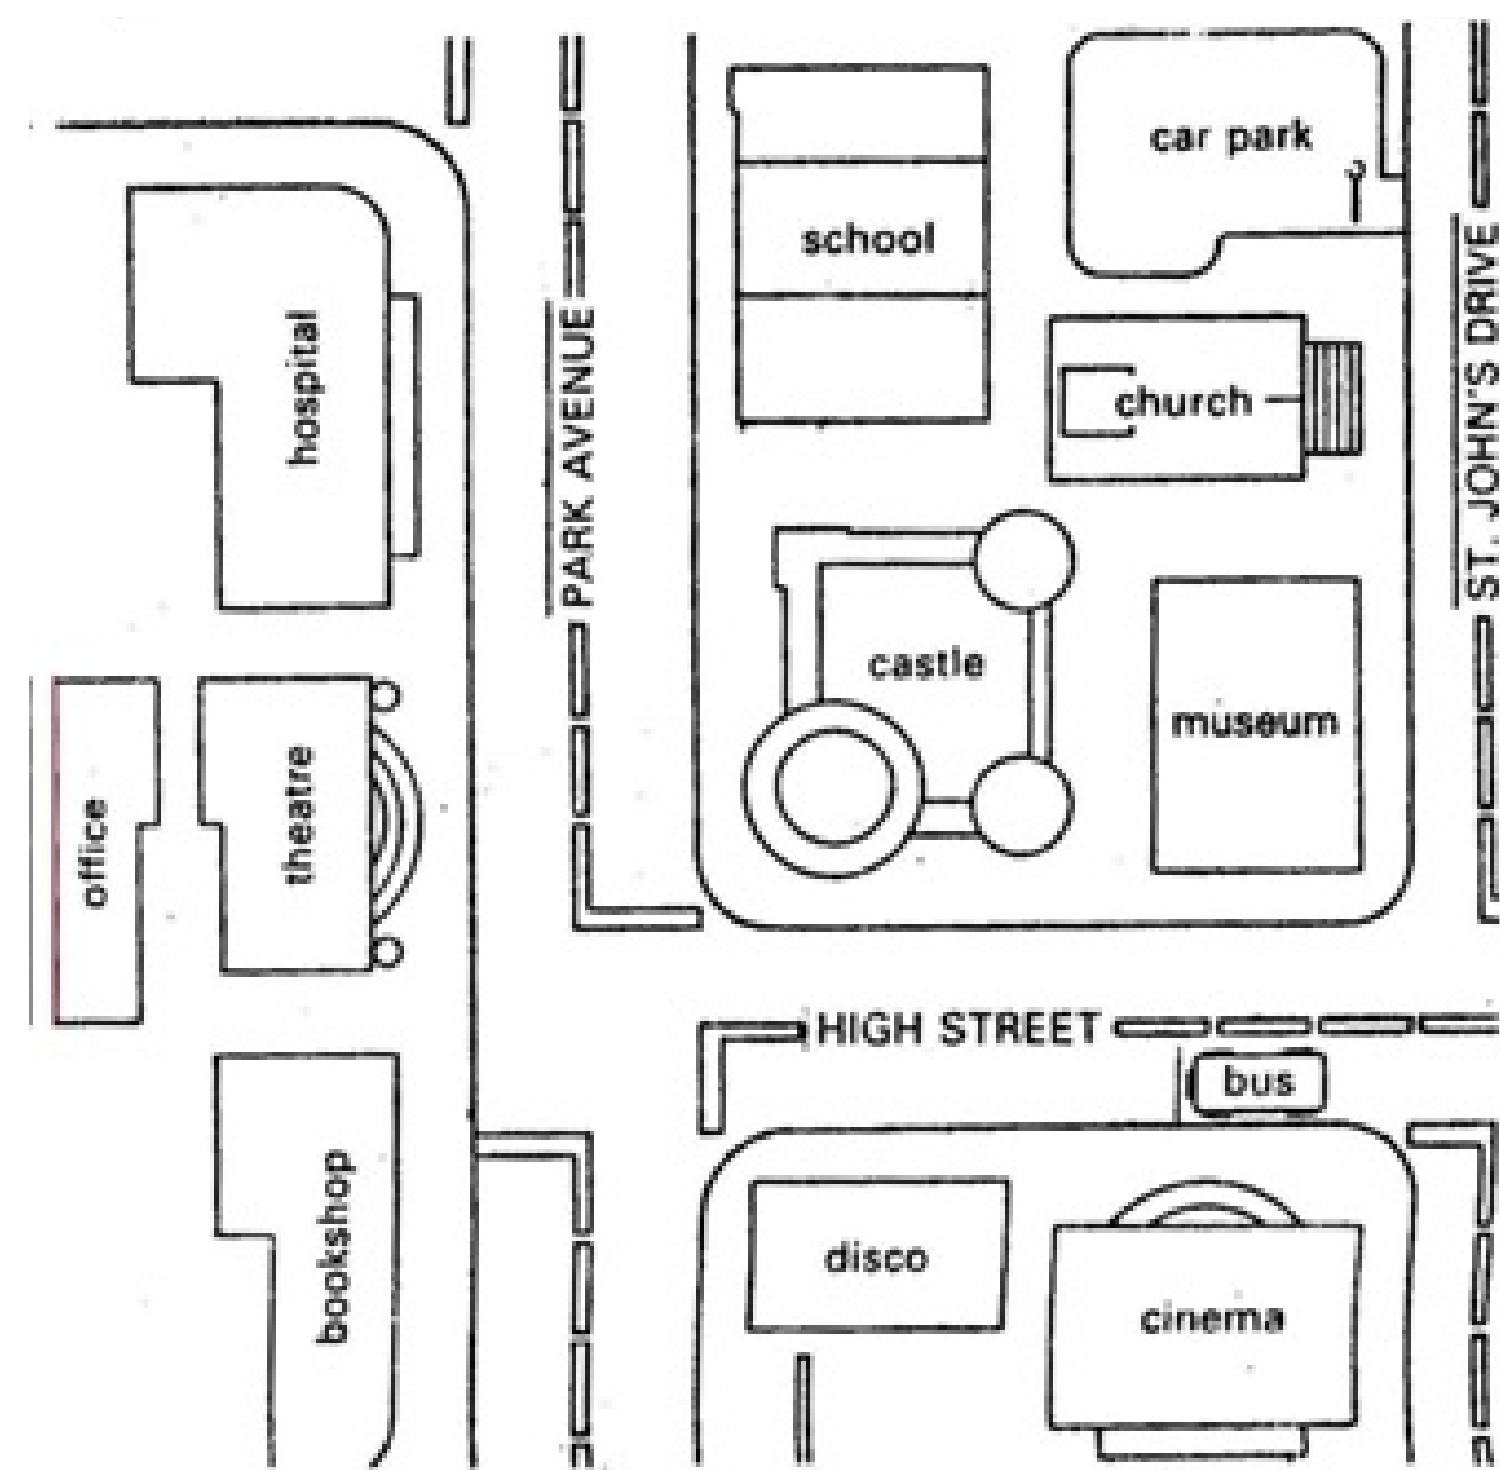 car park
school
hospital
PARK AVENUE
ST. JOHN'S DRIVE
church
castle
museum
office
theatre
HIGH STREET
bus
bookshop
disco
cinema